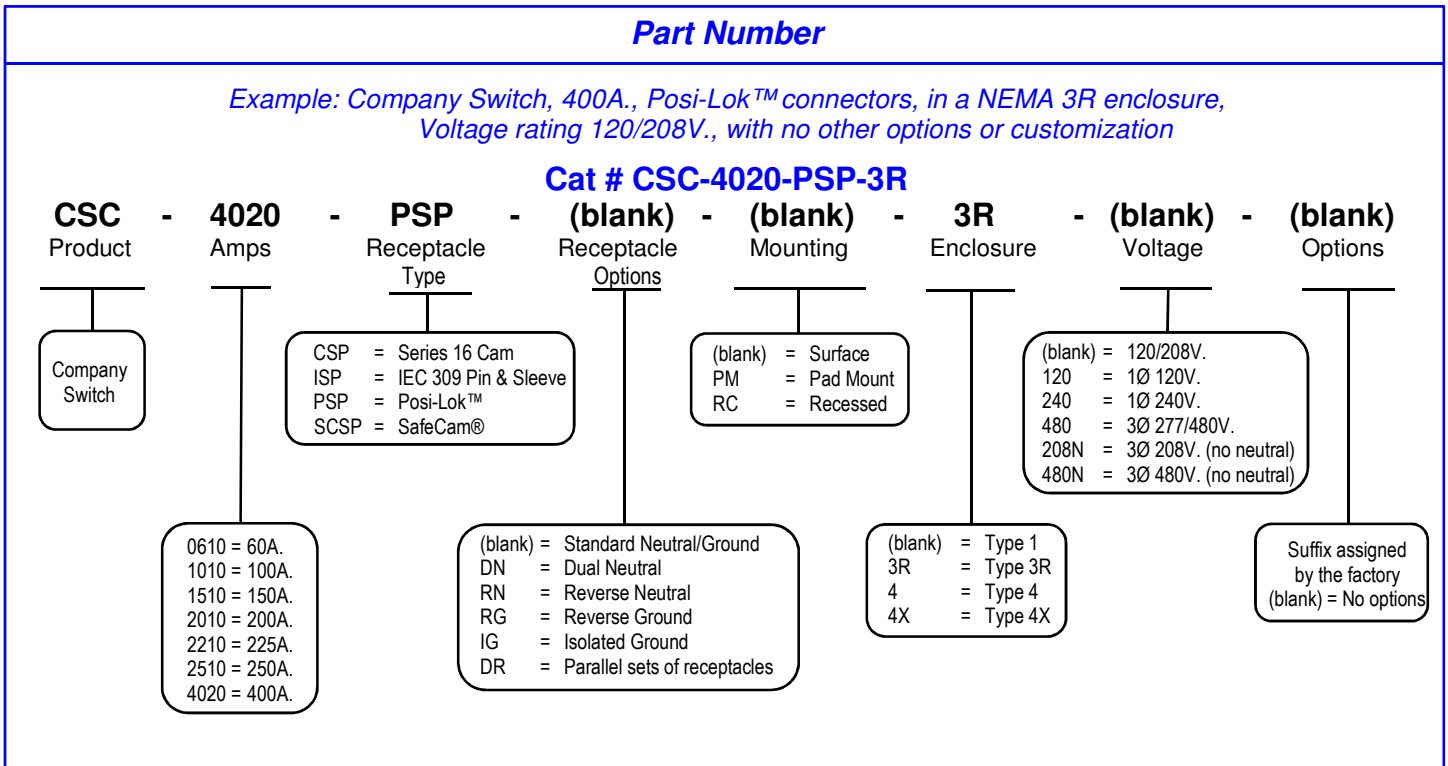 Part Number
Example: Company Switch, 400A., Posi-Lok™ connectors, in a NEMA 3R enclosure,
Voltage rating 120/208V., with no other options or customization
Cat # CSC-4020-PSP-3R
CSC - 4020 - PSP - (blank) - (blank) - 3R - (blank) - (blank)
Product Amps Receptacle Receptacle Mounting Enclosure Voltage Options
Type Options
Company
Switch
0610 = 60A.
1010 = 100A.
1510 = 150A.
2010 = 200A.
2210 = 225A.
2510 = 250A.
4020 = 400A.
CSP = Series 16 Cam
ISP = IEC 309 Pin & Sleeve
PSP = Posi-Lok™
SCSP = SafeCam®
(blank) = Standard Neutral/Ground
DN = Dual Neutral
RN = Reverse Neutral
RG = Reverse Ground
IG = Isolated Ground
DR = Parallel sets of receptacles
(blank) = Surface
PM = Pad Mount
RC = Recessed
(blank) = Type 1
3R = Type 3R
4 = Type 4
4X = Type 4X
(blank) = 120/208V.
120 = 1Ø 120V.
240 = 1Ø 240V.
480 = 3Ø 277/480V.
208N = 3Ø 208V. (no neutral)
480N = 3Ø 480V. (no neutral)
Suffix assigned
by the factory
(blank) = No options